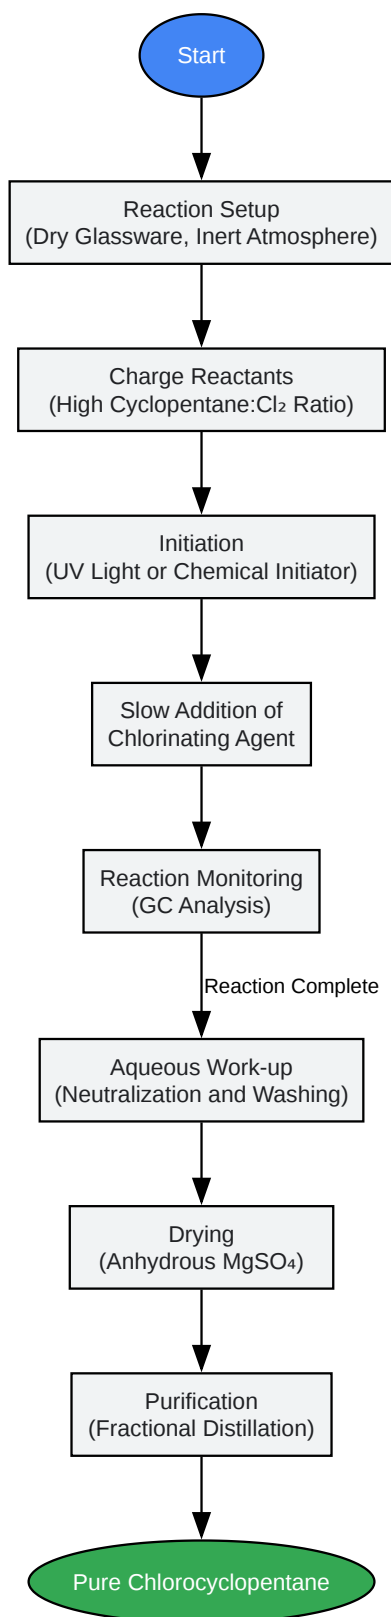 Start
Reaction Setup
(Dry Glassware, Inert Atmosphere)
Charge Reactants
(High Cyclopentane:Cl₂ Ratio)
Initiation
(UV Light or Chemical Initiator)
Slow Addition of
Chlorinating Agent
Reaction Monitoring
(GC Analysis)
Reaction Complete
Aqueous Work-up
(Neutralization and Washing)
Drying
(Anhydrous MgSO₄)
Purification
(Fractional Distillation)
Pure Chlorocyclopentane